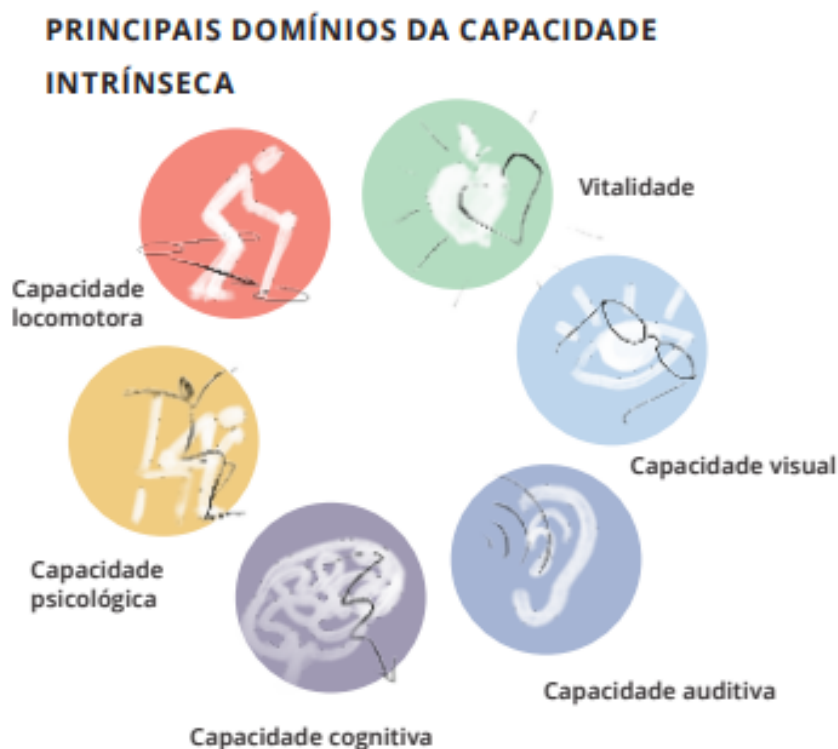 PRINCIPAIS DOMÍNIOS DA CAPACIDADE
INTRÍNSECA
Vitalidade
Capacidade
locomotora
Capacidade visual
Capacidade
psicológica
Capacidade auditiva
Capacidade cognitiva